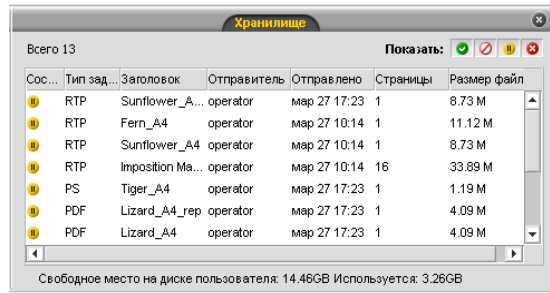 Хранилище
Всего 13 Показать:
Сос... Тип зад... Заголовок Отправитель Отправлено Страницы Размер файл
RTP Sunflower_A... operator мар 27 17:23 1 8.73 M
RTP Fern_A4 operator мар 27 10:14 1 11.12 M
RTP Sunflower_A4 operator мар 27 10:14 1 8.73 M
RTP Imposition Ma... operator мар 27 10:14 16 33.89 M
PS Tiger_A4 operator мар 27 17:23 1 1.19 M
PDF Lizard_A4_rep operator мар 27 17:23 1 4.09 M
PDF Lizard_A4 operator мар 27 17:23 1 4.09 M
Свободное место на диске пользователя: 14.46GB Используется: 3.26GB